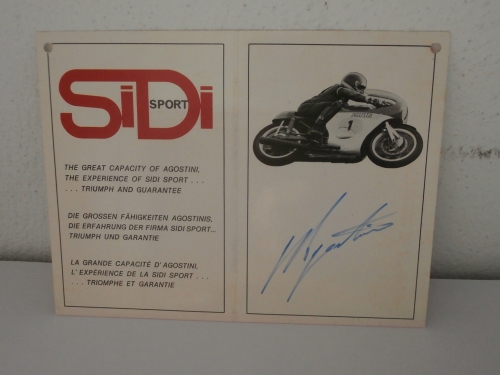 SiDi
SPORT
THE GREAT CAPACITY OF AGOSTINI,
THE EXPERIENCE OF SIDI SPORT . . .
. . . TRIUMPH AND GUARANTEE
DIE GROSSEN FÄHIGKEITEN AGOSTINIS,
DIE ERFAHRUNG DER FIRMA SIDI SPORT...
TRIUMPH UND GARANTIE
LA GRANDE CAPACITÉ D'AGOSTINI,
L'EXPÉRIENCE DE LA SIDI SPORT . . .
. . . TRIOMPHE ET GARANTIE
1